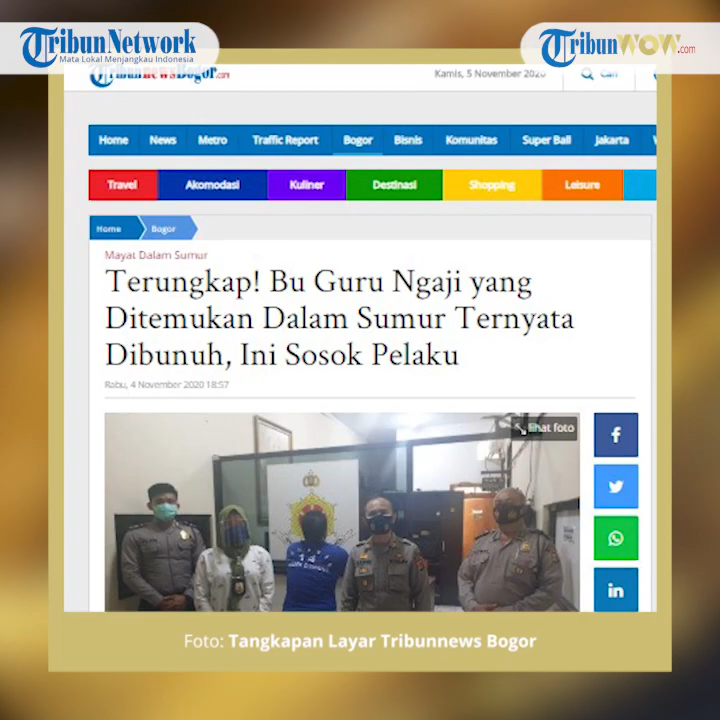 TribunNetwork
Mata Lokal Menjangkau Indonesia
TribunWOW.com
TribunnewsBogor.com
Kamis, 5 November 2020
Cari
Home News Metro Traffic Report Bogor Bisnis Komunitas Super Ball Jakarta
Travel Akomodasi Kuliner Destinasi Shopping Leisure
Home Bogor
Mayat Dalam Sumur
Terungkap! Bu Guru Ngaji yang
Ditemukan Dalam Sumur Ternyata
Dibunuh, Ini Sosok Pelaku
Rabu, 4 November 2020 18:57
lihat foto
Foto: Tangkapan Layar Tribunnews Bogor